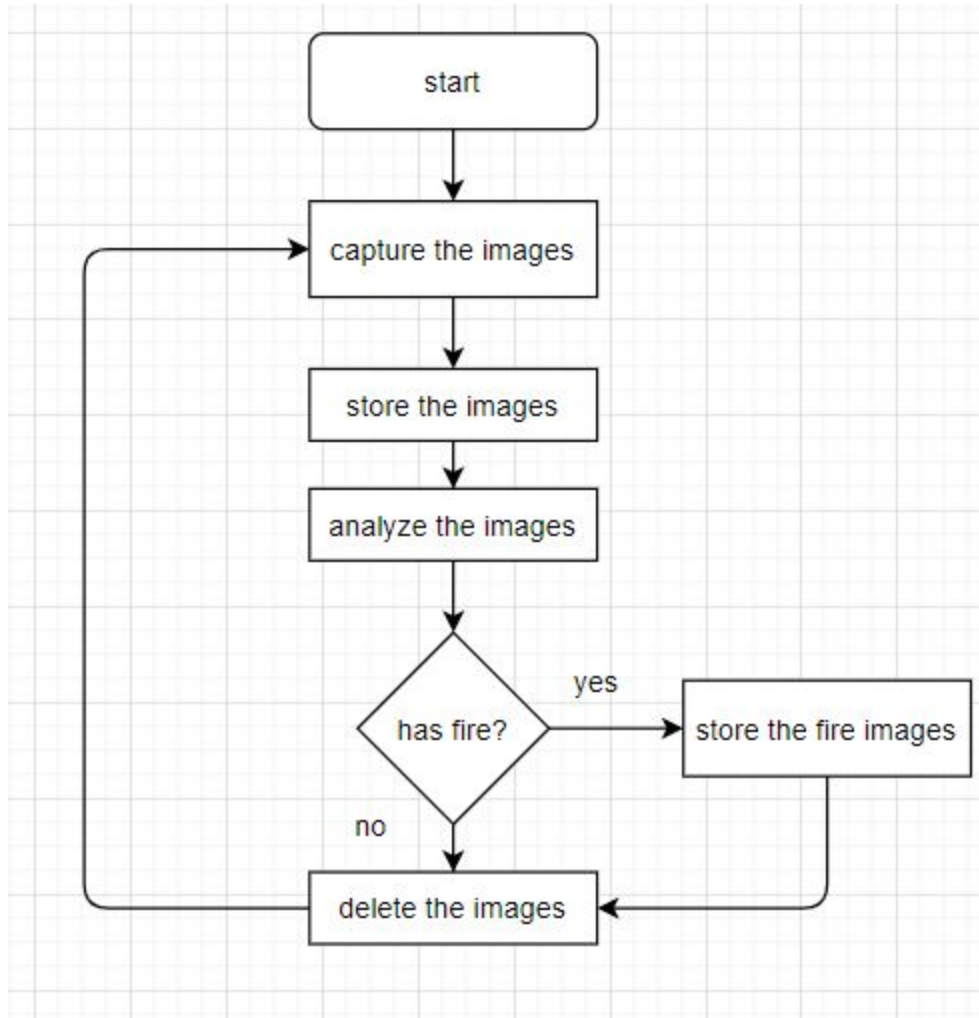 start
capture the images
store the images
analyze the images
yes
has fire?
store the fire images
no
delete the images